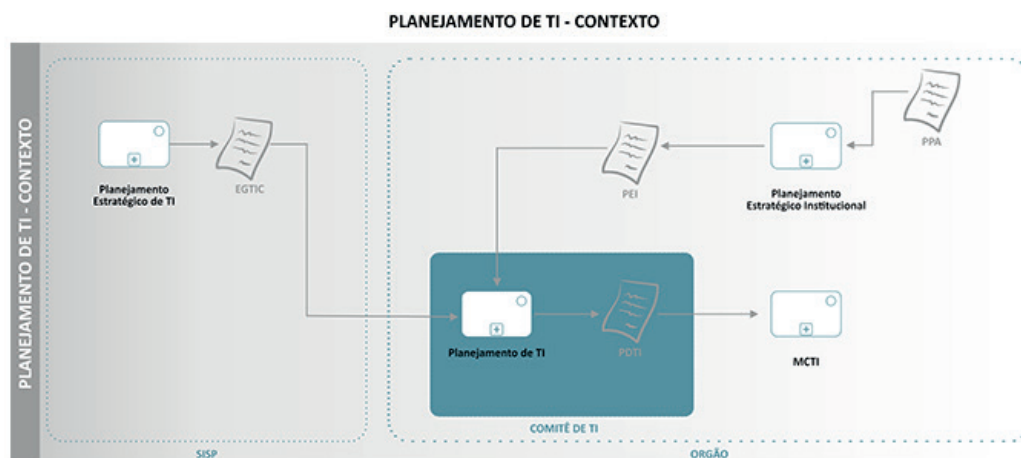 PLANEJAMENTO DE TI - CONTEXTO
PLANEJAMENTO DE TI - CONTEXTO
Planejamento
Estratégico de TI
EGTIC
PEI
Planejamento
Estratégico Institucional
PPA
Planejamento de TI
PDTI
MCTI
COMITÊ DE TI
SISP
ORGÃO